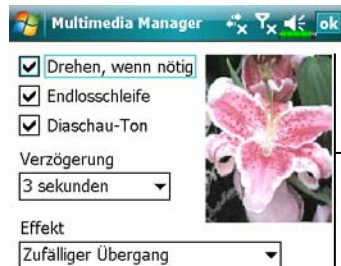 Multimedia Manager ok
Drehen, wenn nötig
Endlosschleife
Diaschau-Ton
Verzögerung
3 sekunden
Effekt
Zufälliger Übergang